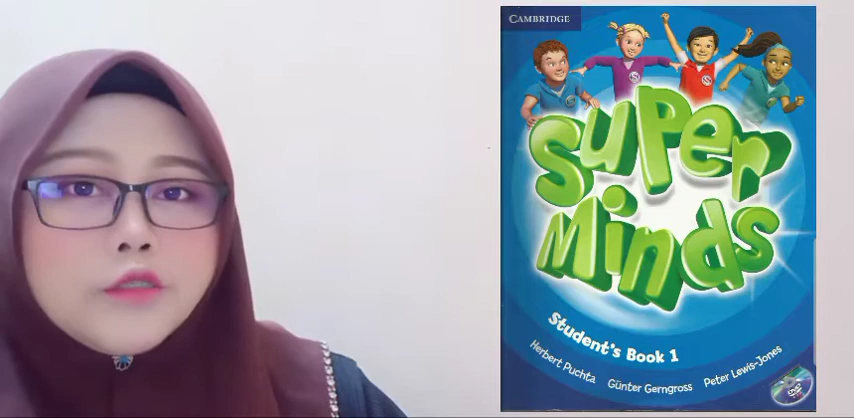 CAMBRIDGE
Super
Minds
Student's Book 1
Herbert Puchta Günter Gerngross Peter Lewis-Jones